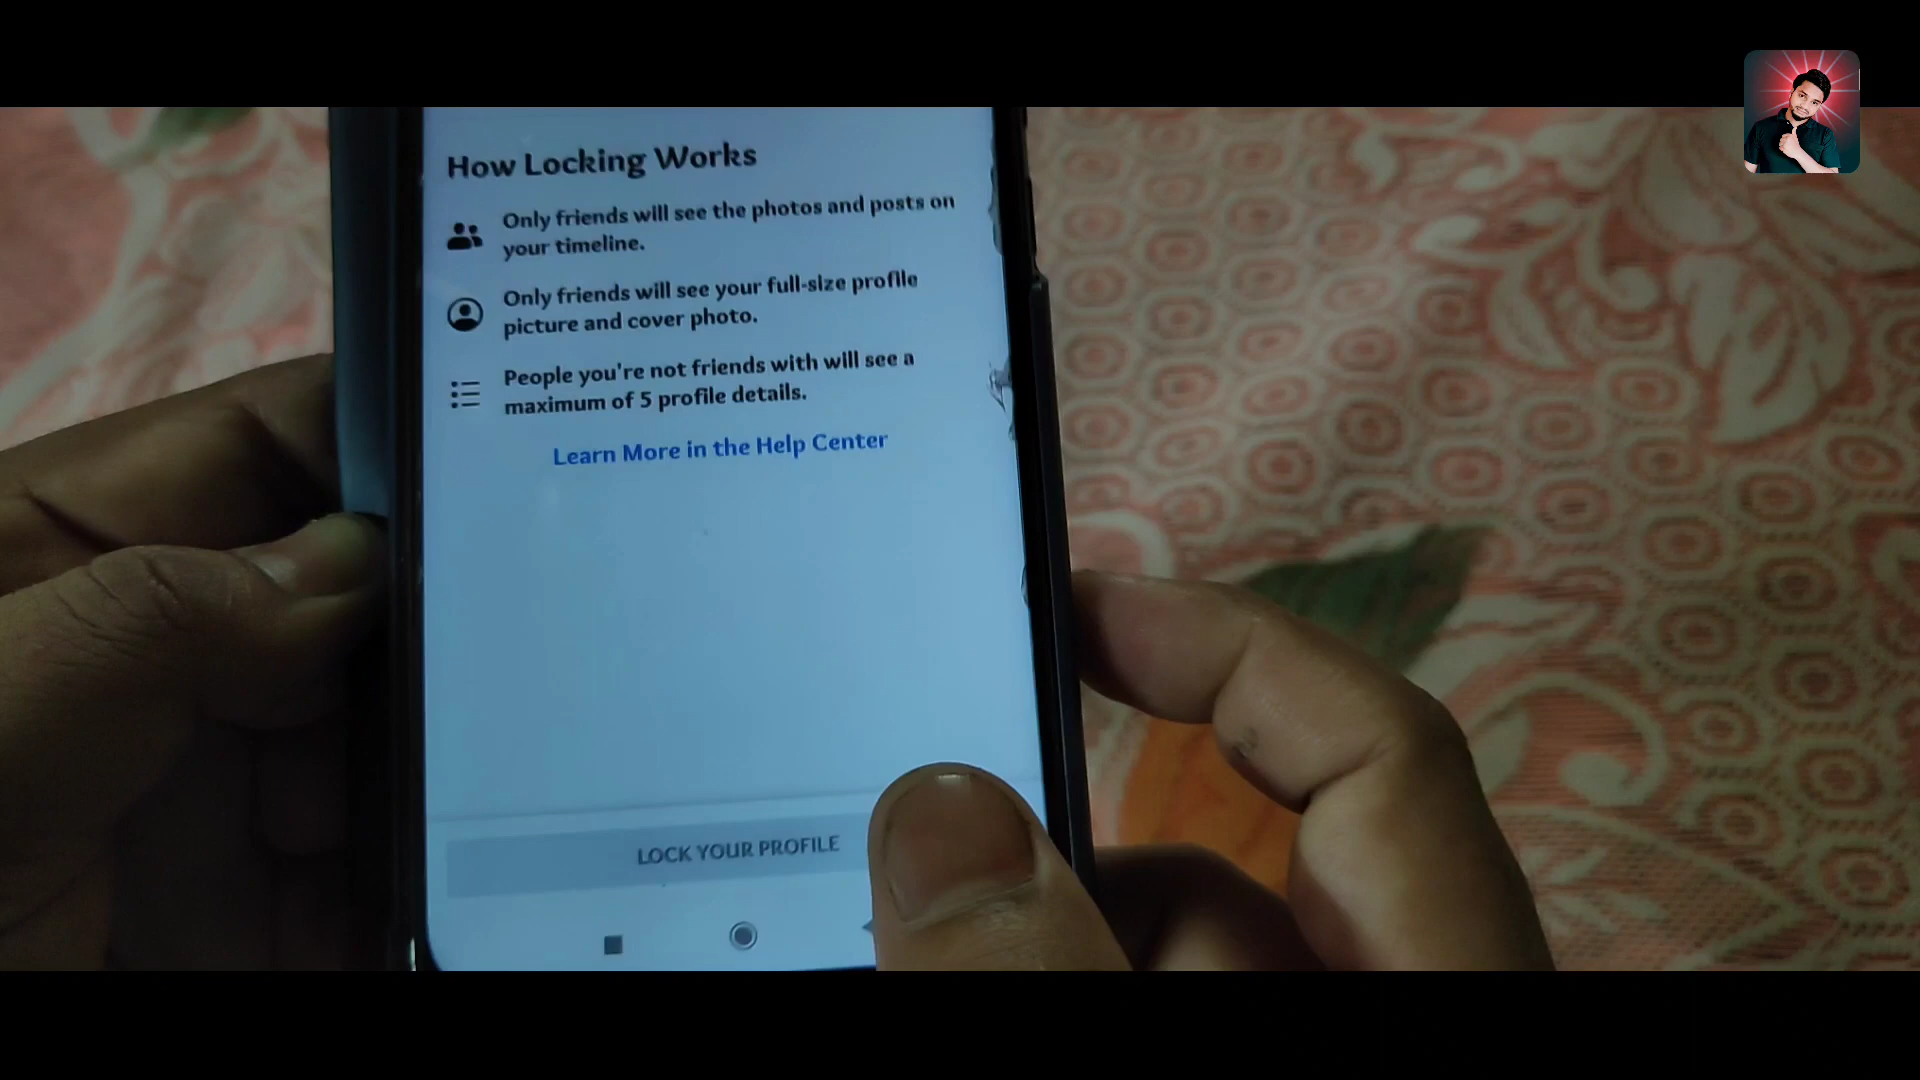 How Locking Works
Only friends will see the photos and posts on
your timeline.
Only friends will see your full-size profile
picture and cover photo.
People you're not friends with will see a
maximum of 5 profile details.
Learn More in the Help Center
LOCK YOUR PROFILE